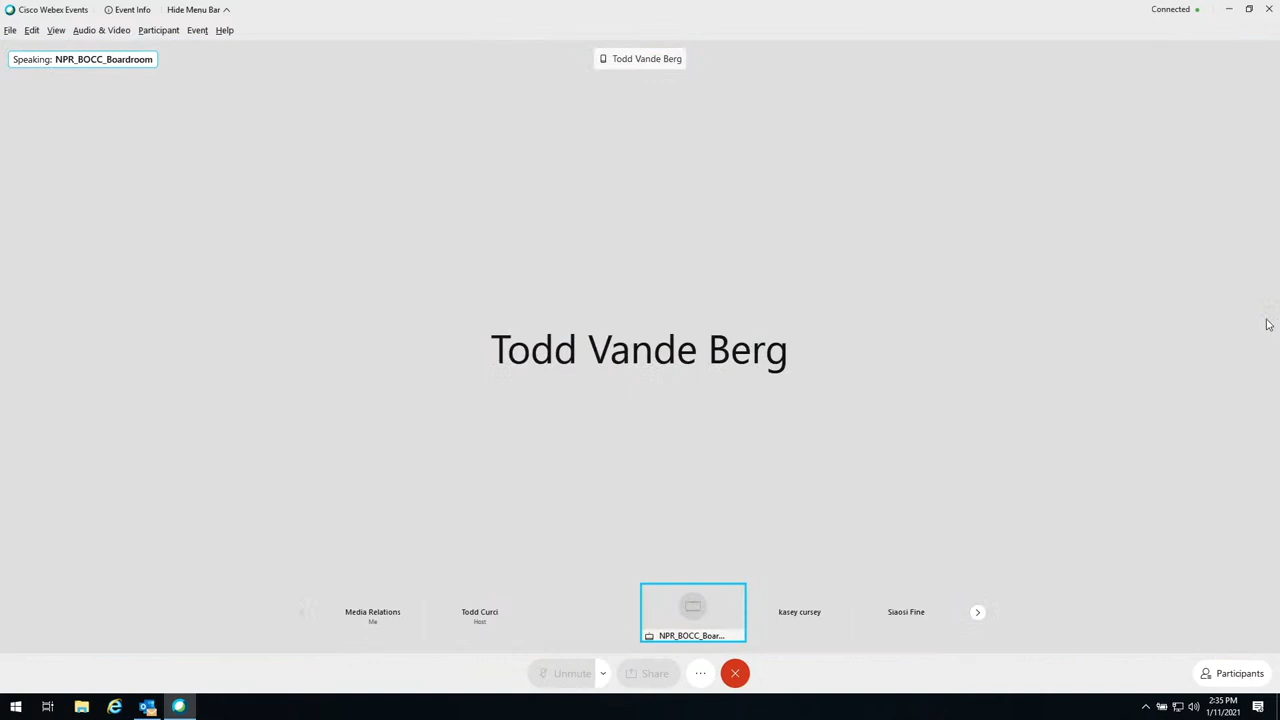 Cisco Webex Events
Event Info
Hide Menu Bar
Connected
File Edit View Audio & Video Participant Event Help
Speaking: NPR_BOCC_Boardroom
Todd Vande Berg
Todd Vande Berg
Media Relations
Me
Todd Curci
Host
NPR_BOCC_Boar...
kasey cursey
Siaosi Fine
Unmute
Share
Participants
2:35 PM
1/11/2021